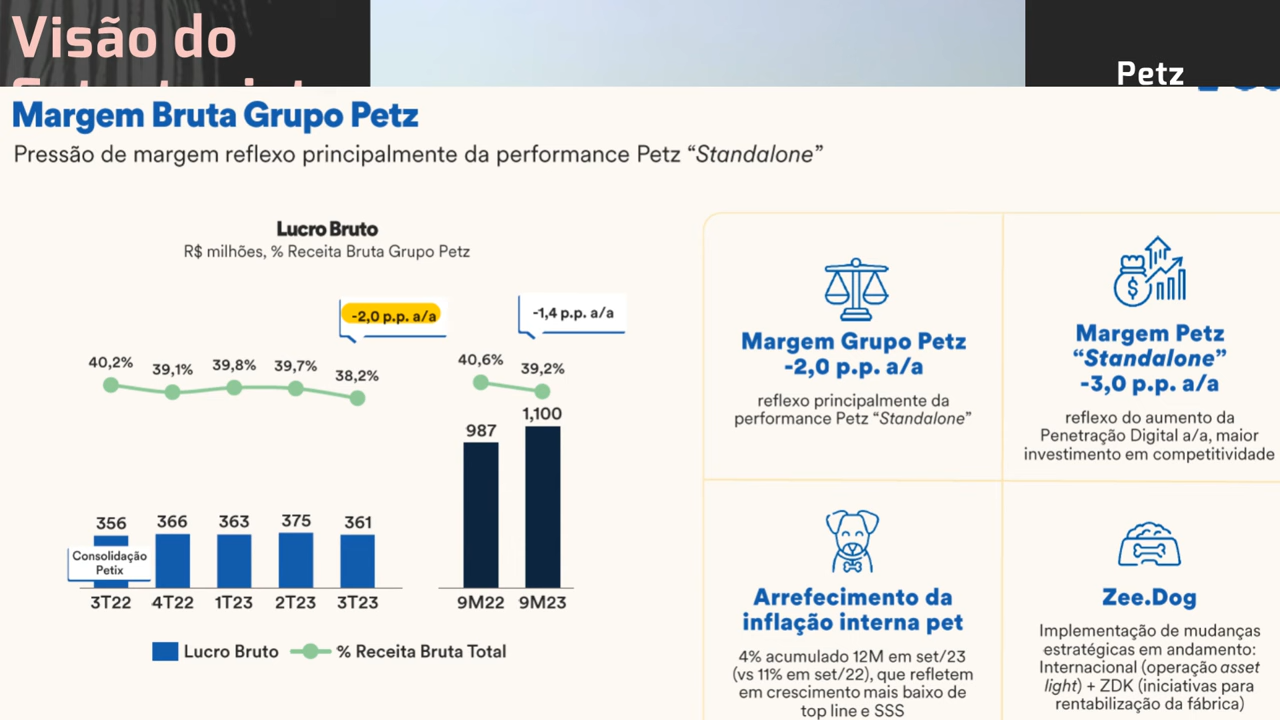 Visão do
Petz
Margem Bruta Grupo Petz
Pressão de margem reflexo principalmente da performance Petz “Standalone”
Lucro Bruto
R$ milhões, % Receita Bruta Grupo Petz
-2,0 p.p. a/a
-1,4 p.p. a/a
40,2%
39,1%
39,8%
39,7%
38,2%
40,6%
39,2%
987
1,100
356
366
363
375
361
Consolidação
Petix
3T22
4T22
1T23
2T23
3T23
9M22
9M23
Lucro Bruto
% Receita Bruta Total
Margem Grupo Petz
-2,0 p.p. a/a
reflexo principalmente da
performance Petz “Standalone”
Margem Petz
“Standalone”
-3,0 p.p. a/a
reflexo do aumento da
Penetração Digital a/a, maior
investimento em competitividade
Arrefecimento da
inflação interna pet
4% acumulado 12M em set/23
(vs 11% em set/22), que refletem
em crescimento mais baixo de
top line e SSS
Zee.Dog
Implementação de mudanças
estratégicas em andamento:
Internacional (operação asset
light) + ZDK (iniciativas para
rentabilização da fábrica)